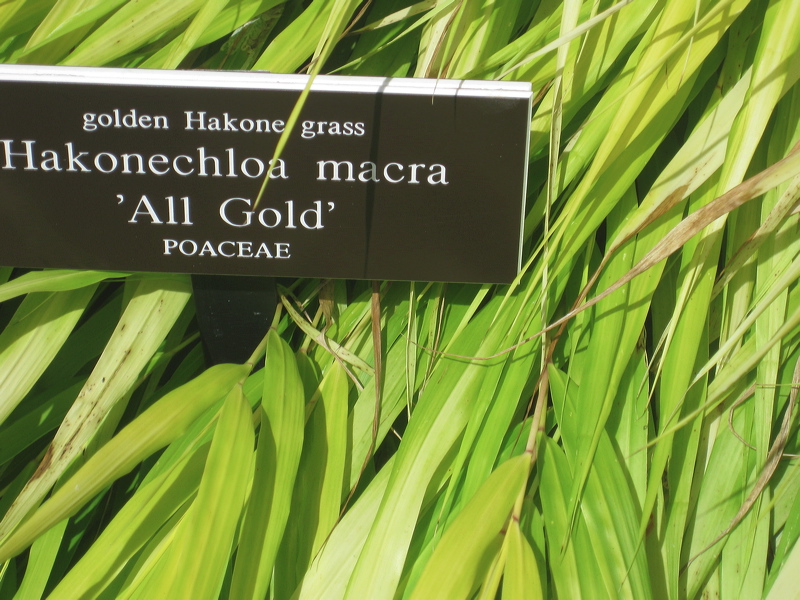 golden Hakone grass
Hakonechloa macra
'All Gold'
POACEAE